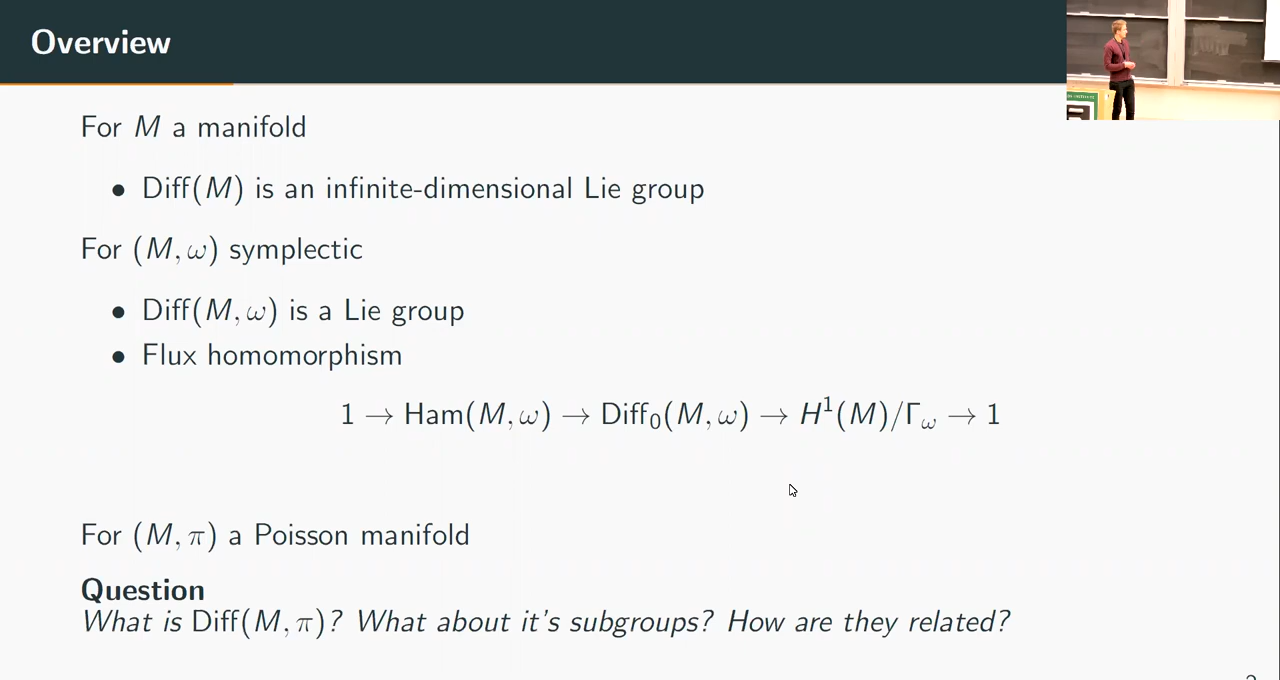 Overview
For M a manifold
• Diff(M) is an infinite-dimensional Lie group
For (M, ω) symplectic
• Diff(M, ω) is a Lie group
• Flux homomorphism
1 → Ham(M, ω) → Diff₀(M, ω) → H¹(M)/Γ_ω → 1
For (M, π) a Poisson manifold
Question
What is Diff(M, π)? What about it's subgroups? How are they related?